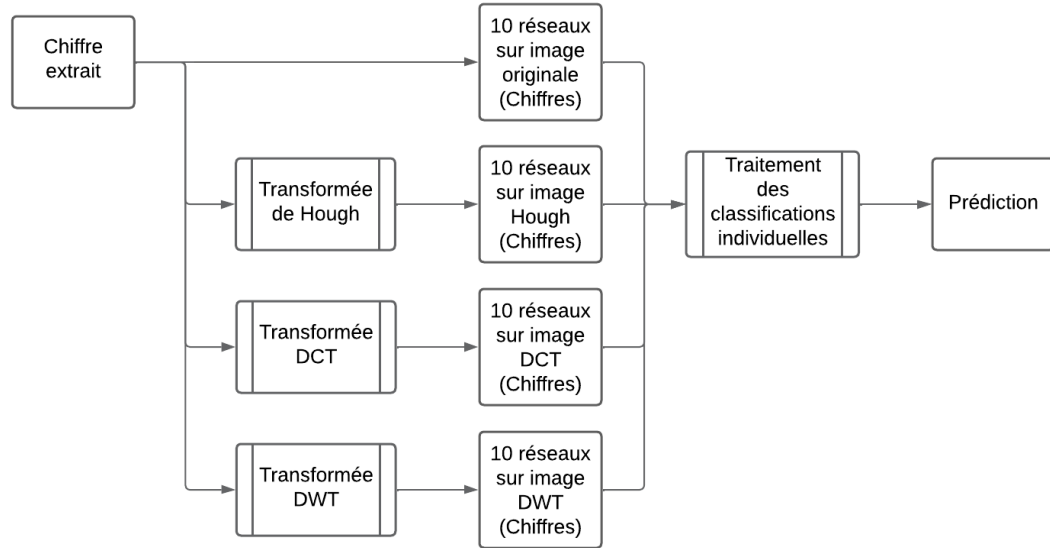 Chiffre
extrait
10 réseaux
sur image
originale
(Chiffres)
Transformée
de Hough
10 réseaux
sur image
Hough
(Chiffres)
Traitement
des
classifications
individuelles
Prédiction
Transformée
DCT
10 réseaux
sur image
DCT
(Chiffres)
Transformée
DWT
10 réseaux
sur image
DWT
(Chiffres)